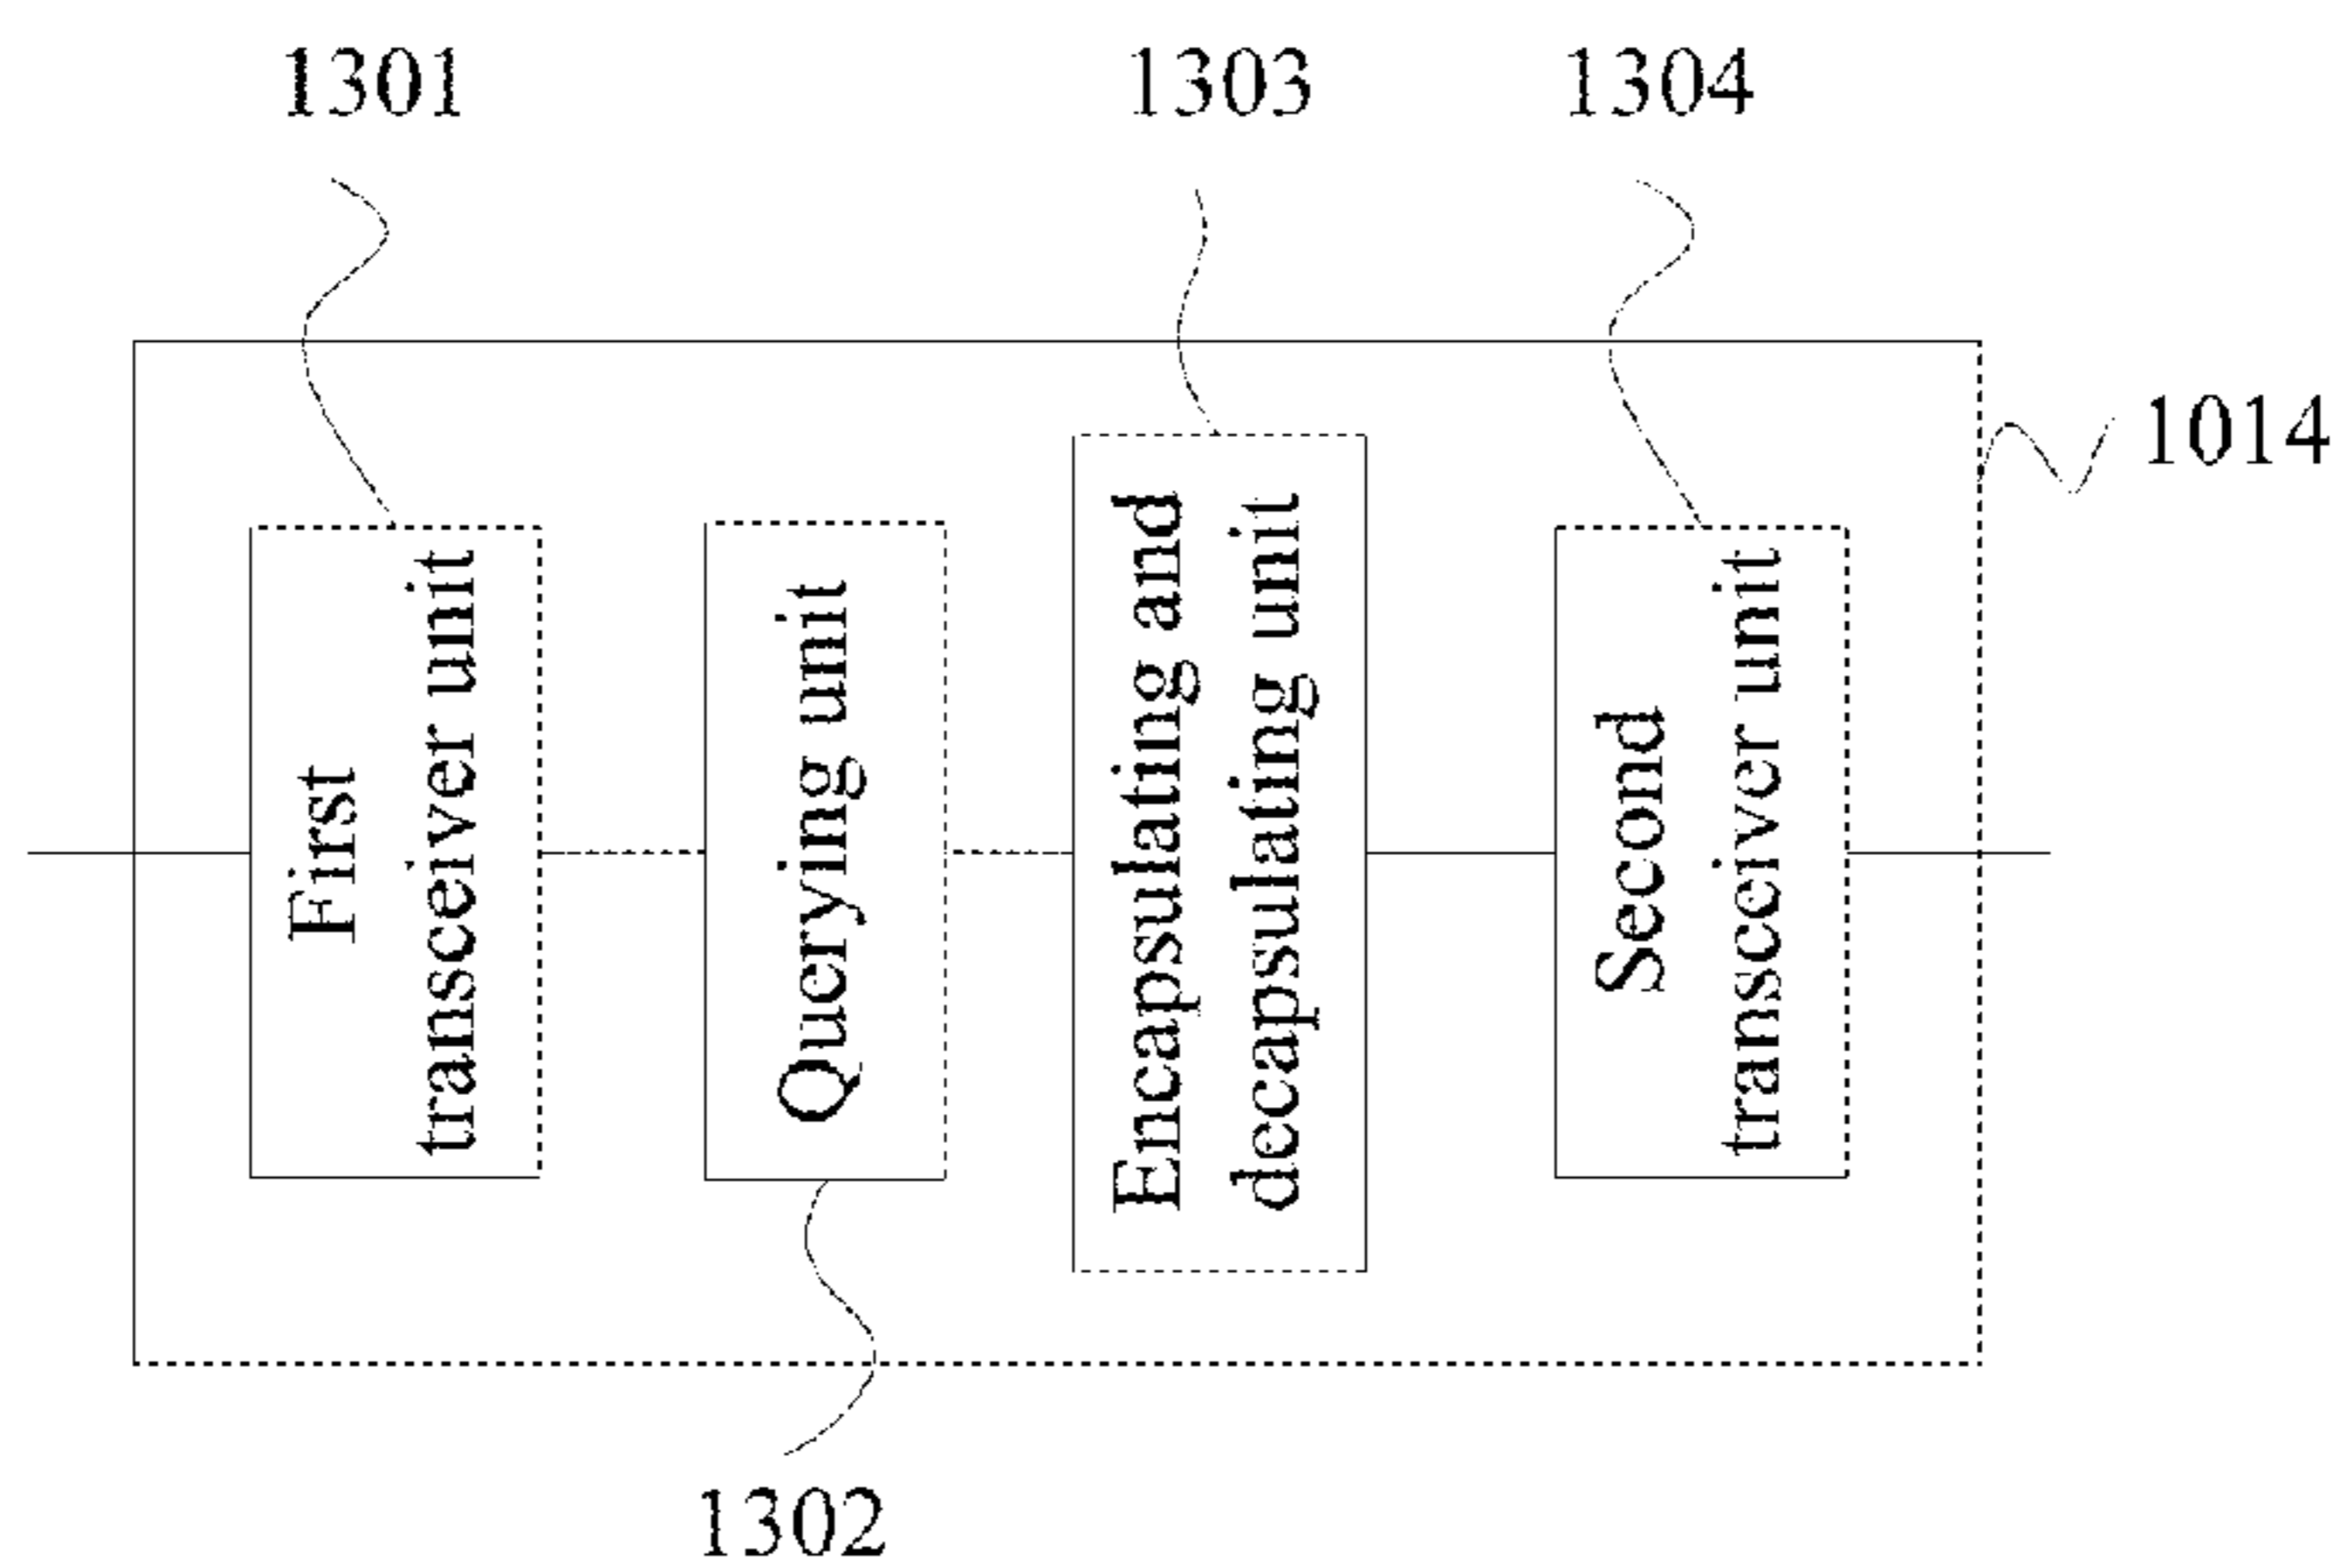 1301
1303
1304
1014
First
transceiver unit
Querying unit
Encapsulating and
decapsulating unit
Second
transceiver unit
1302